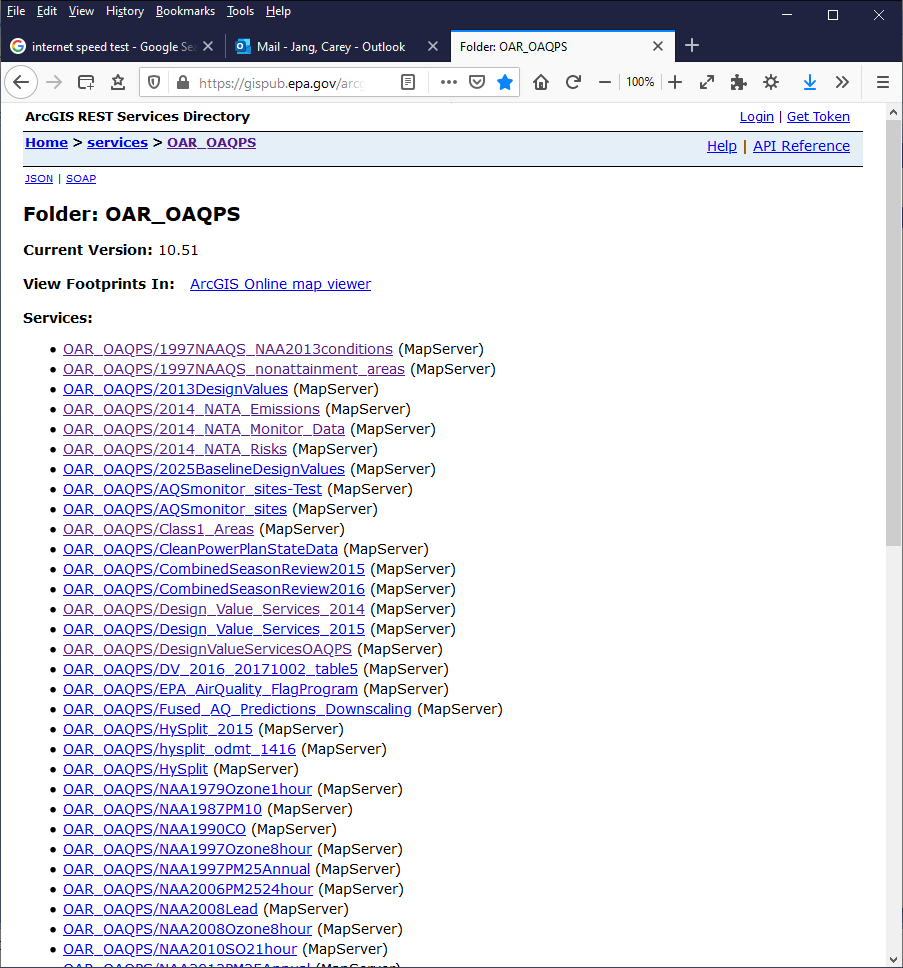 File Edit View History Bookmarks Tools Help
internet speed test - Google Se
Mail - Jang, Carey - Outlook
Folder: OAR_OAQPS
https://gispub.epa.gov/arcg
100%
ArcGIS REST Services Directory
Login | Get Token
Home > services > OAR_OAQPS
Help | API Reference
JSON | SOAP
Folder: OAR_OAQPS
Current Version: 10.51
View Footprints In: ArcGIS Online map viewer
Services:
OAR_OAQPS/1997NAAQS_NAA2013conditions (MapServer)
OAR_OAQPS/1997NAAQS_nonattainment_areas (MapServer)
OAR_OAQPS/2013DesignValues (MapServer)
OAR_OAQPS/2014_NATA_Emissions (MapServer)
OAR_OAQPS/2014_NATA_Monitor_Data (MapServer)
OAR_OAQPS/2014_NATA_Risks (MapServer)
OAR_OAQPS/2025BaselineDesignValues (MapServer)
OAR_OAQPS/AQSmonitor_sites-Test (MapServer)
OAR_OAQPS/AQSmonitor_sites (MapServer)
OAR_OAQPS/Class1_Areas (MapServer)
OAR_OAQPS/CleanPowerPlanStateData (MapServer)
OAR_OAQPS/CombinedSeasonReview2015 (MapServer)
OAR_OAQPS/CombinedSeasonReview2016 (MapServer)
OAR_OAQPS/Design_Value_Services_2014 (MapServer)
OAR_OAQPS/Design_Value_Services_2015 (MapServer)
OAR_OAQPS/DesignValueServicesOAQPS (MapServer)
OAR_OAQPS/DV_2016_20171002_table5 (MapServer)
OAR_OAQPS/EPA_AirQuality_FlagProgram (MapServer)
OAR_OAQPS/Fused_AQ_Predictions_Downscaling (MapServer)
OAR_OAQPS/HySplit_2015 (MapServer)
OAR_OAQPS/hysplit_odmt_1416 (MapServer)
OAR_OAQPS/HySplit (MapServer)
OAR_OAQPS/NAA1979Ozone1hour (MapServer)
OAR_OAQPS/NAA1987PM10 (MapServer)
OAR_OAQPS/NAA1990CO (MapServer)
OAR_OAQPS/NAA1997Ozone8hour (MapServer)
OAR_OAQPS/NAA1997PM25Annual (MapServer)
OAR_OAQPS/NAA2006PM2524hour (MapServer)
OAR_OAQPS/NAA2008Lead (MapServer)
OAR_OAQPS/NAA2008Ozone8hour (MapServer)
OAR_OAQPS/NAA2010SO21hour (MapServer)
OAR_OAQPS/NAA2012PM25Annual (MapServer)